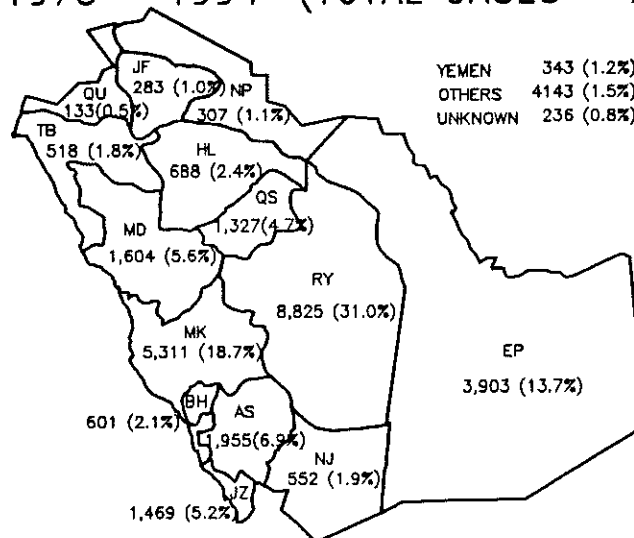 YEMEN 343 (1.2%)
OTHERS 4143 (1.5%)
UNKNOWN 236 (0.8%)
JF
283 (1.0%)
QU
133(0.5%)
NP
307 (1.1%)
TB
518 (1.8%)
HL
688 (2.4%)
QS
1,327(4.7%)
MD
1,604 (5.6%)
RY
8,825 (31.0%)
MK
5,311 (18.7%)
EP
3,903 (13.7%)
BH
601 (2.1%)
AS
1,955(6.9%)
NJ
552 (1.9%)
JZ
1,469 (5.2%)